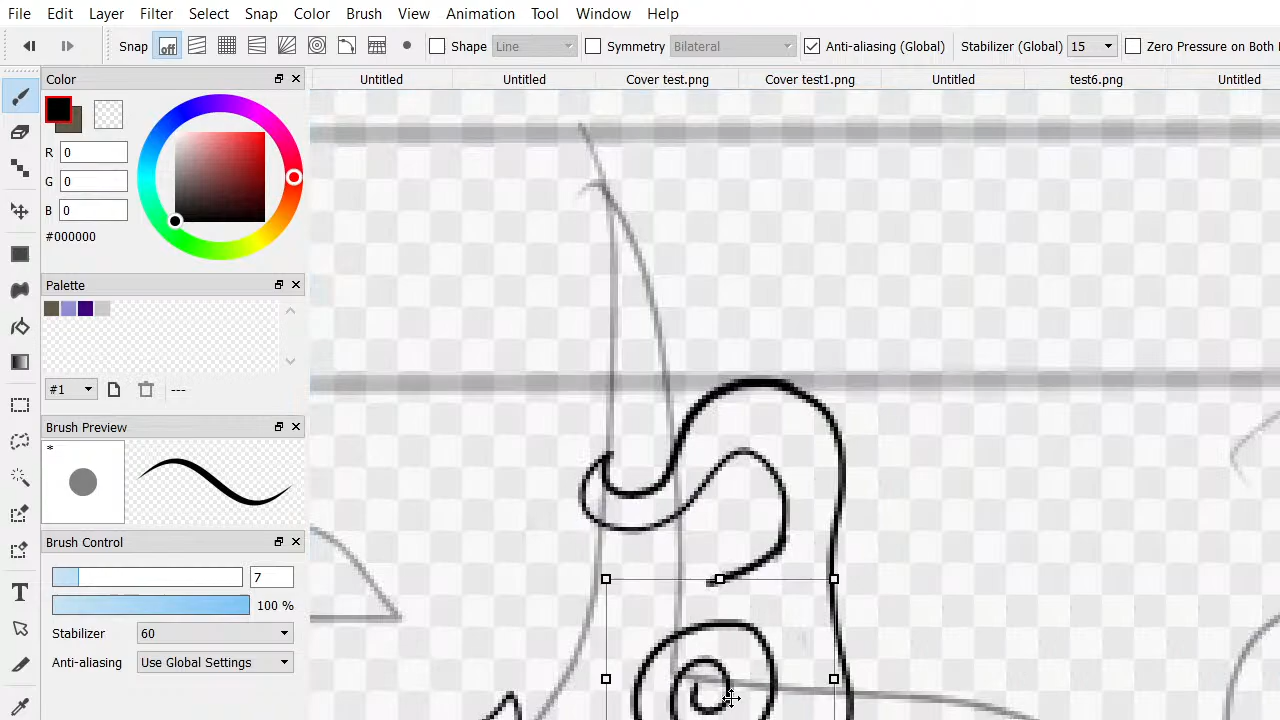 File Edit Layer Filter Select Snap Color Brush View Animation Tool Window Help
Snap off Shape Line Symmetry Bilateral Anti-aliasing (Global) Stabilizer (Global) 15 Zero Pressure on Both
Color
Untitled Untitled Cover test.png Cover test1.png Untitled test6.png Untitled
R 0
G 0
B 0
#000000
Palette
#1 ---
Brush Preview
*
Brush Control
7
100 %
Stabilizer 60
Anti-aliasing Use Global Settings